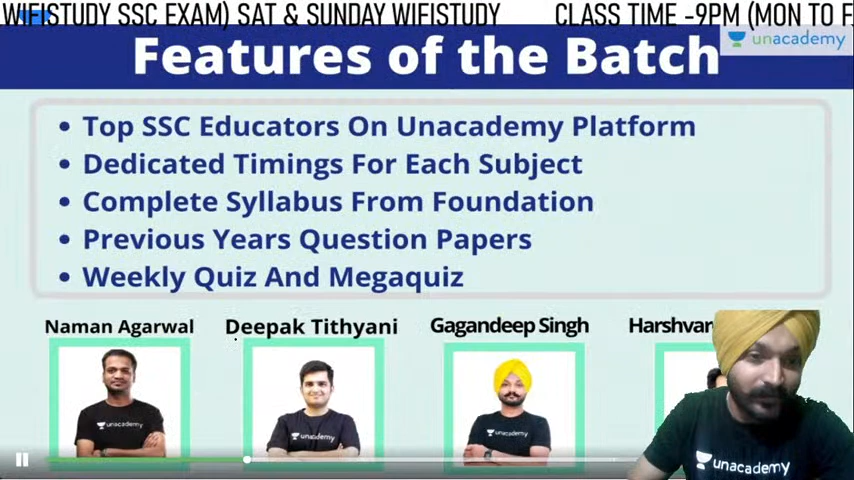 WIFISTUDY SSC EXAM) SAT & SUNDAY WIFISTUDY CLASS TIME -9PM (MON TO F
unacademy
Features of the Batch
• Top SSC Educators On Unacademy Platform
• Dedicated Timings For Each Subject
• Complete Syllabus From Foundation
• Previous Years Question Papers
• Weekly Quiz And Megaquiz
Naman Agarwal Deepak Tithyani Gagandeep Singh Harshvar
unacademy unacademy unacademy unacademy